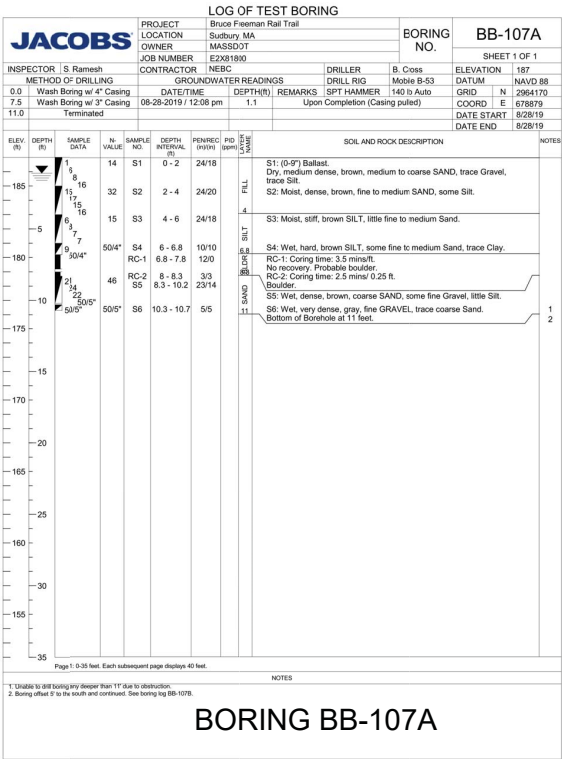 LOG OF TEST BORING
JACOBS
PROJECT Bruce Freeman Rail Trail
LOCATION Sudbury MA
OWNER MASSDOT
JOB NUMBER E2X81800
BORING NO. BB-107A
SHEET 1 OF 1
INSPECTOR S. Ramesh CONTRACTOR NEBC DRILLER B. Cross ELEVATION 187
METHOD OF DRILLING GROUNDWATER READINGS DRILL RIG Mobile B-53 DATUM NAVD 88
0.0 Wash Boring w/ 4" Casing DATE/TIME DEPTH(ft) REMARKS SPT HAMMER 140 lb Auto GRID N 2964170
7.5 Wash Boring w/ 3" Casing 08-28-2019 / 12:08 pm 1.1 Upon Completion (Casing pulled) COORD E 678879
11.0 Terminated DATE START 8/28/19
DATE END 8/28/19
ELEV. (ft) DEPTH (ft) SAMPLE DATA N-VALUE SAMPLE NO. DEPTH INTERVAL (ft) PEN/REC (in)/(in) PID (ppm) LAYER NAME SOIL AND ROCK DESCRIPTION NOTES
1 6 8 16 14 S1 0 - 2 24/18 S1: (0-9") Ballast.
Dry, medium dense, brown, medium to coarse SAND, trace Gravel,
trace Silt.
185 15 17 15 16 32 S2 2 - 4 24/20 FILL S2: Moist, dense, brown, fine to medium SAND, some Silt.
4
5 6 8 7 7 15 S3 4 - 6 24/18 SILT S3: Moist, stiff, brown SILT, little fine to medium Sand.
9 50/4" 50/4" S4 6 - 6.8 10/10 6.8 S4: Wet, hard, brown SILT, some fine to medium Sand, trace Clay.
180 RC-1 6.8 - 7.8 12/0 BLDR RC-1: Coring time: 3.5 mins/ft.
No recovery. Probable boulder.
RC-2 8 - 8.3 3/3 RC-2: Coring time: 2.5 mins/ 0.25 ft.
Boulder.
21 24 22 50/5" 46 S5 8.3 - 10.2 23/14 SAND S5: Wet, dense, brown, coarse SAND, some fine Gravel, little Silt.
10 50/5" 50/5" S6 10.3 - 10.7 5/5 11 S6: Wet, very dense, gray, fine GRAVEL, trace coarse Sand. 1
Bottom of Borehole at 11 feet. 2
175
15
170
20
165
25
160
30
155
35
Page 1: 0-35 feet. Each subsequent page displays 40 feet.
NOTES
1. Unable to drill boring any deeper than 11' due to obstruction.
2. Boring offset 5' to the south and continued. See boring log BB-107B.
BORING BB-107A